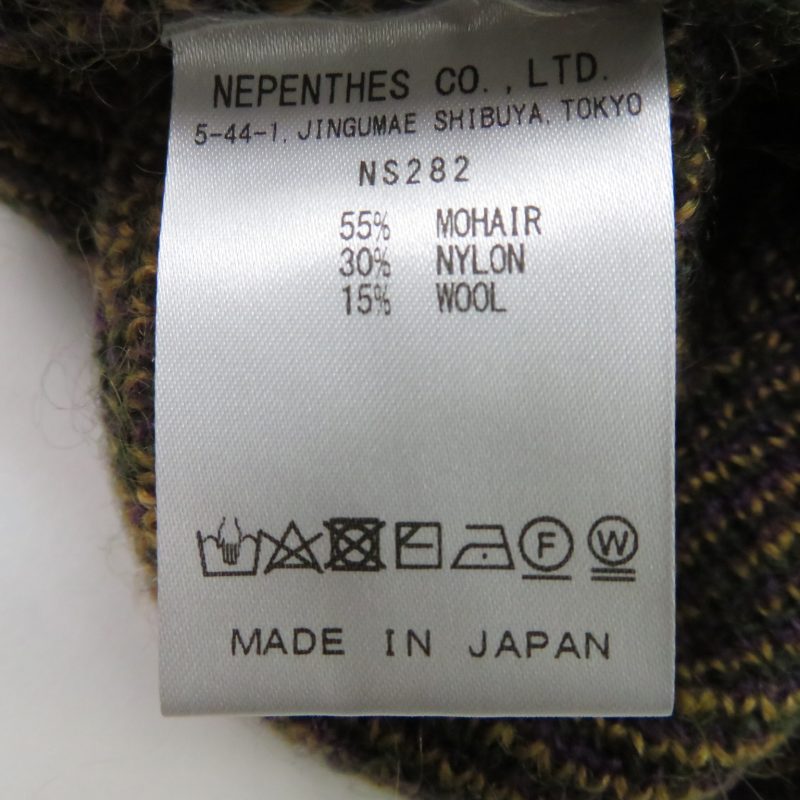 NEPENTHES CO., LTD.
5-44-1, JINGUMAE SHIBUYA, TOKYO
NS282
55% MOHAIR
30% NYLON
15% WOOL
F W
MADE IN JAPAN